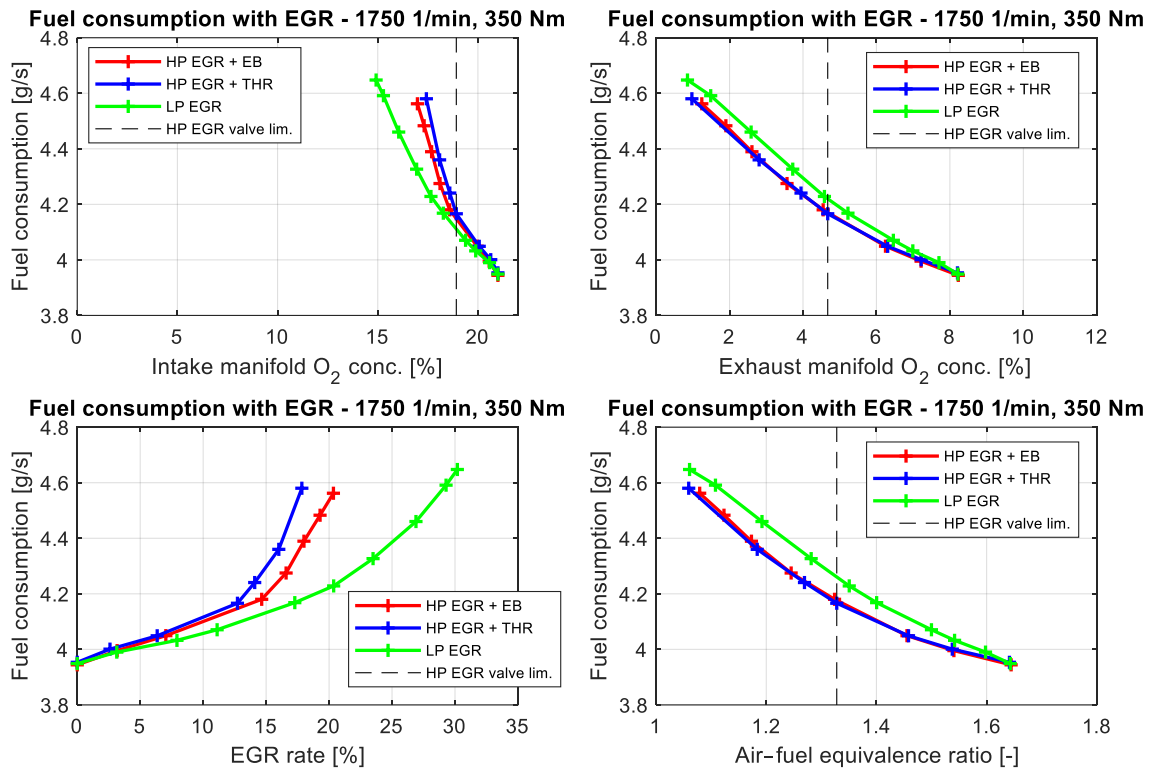 Fuel consumption with EGR - 1750 1/min, 350 Nm
Fuel consumption [g/s]
4.8
4.6
4.4
4.2
4
3.8
HP EGR + EB
HP EGR + THR
LP EGR
HP EGR valve lim.
0
5
10
15
20
Intake manifold O2 conc. [%]
Fuel consumption with EGR - 1750 1/min, 350 Nm
Fuel consumption [g/s]
4.8
4.6
4.4
4.2
4
3.8
HP EGR + EB
HP EGR + THR
LP EGR
HP EGR valve lim.
0
2
4
6
8
10
12
Exhaust manifold O2 conc. [%]
Fuel consumption with EGR - 1750 1/min, 350 Nm
Fuel consumption [g/s]
4.8
4.6
4.4
4.2
4
3.8
HP EGR + EB
HP EGR + THR
LP EGR
HP EGR valve lim.
0
5
10
15
20
25
30
35
EGR rate [%]
Fuel consumption with EGR - 1750 1/min, 350 Nm
Fuel consumption [g/s]
4.8
4.6
4.4
4.2
4
3.8
HP EGR + EB
HP EGR + THR
LP EGR
HP EGR valve lim.
1
1.2
1.4
1.6
1.8
Air-fuel equivalence ratio [-]